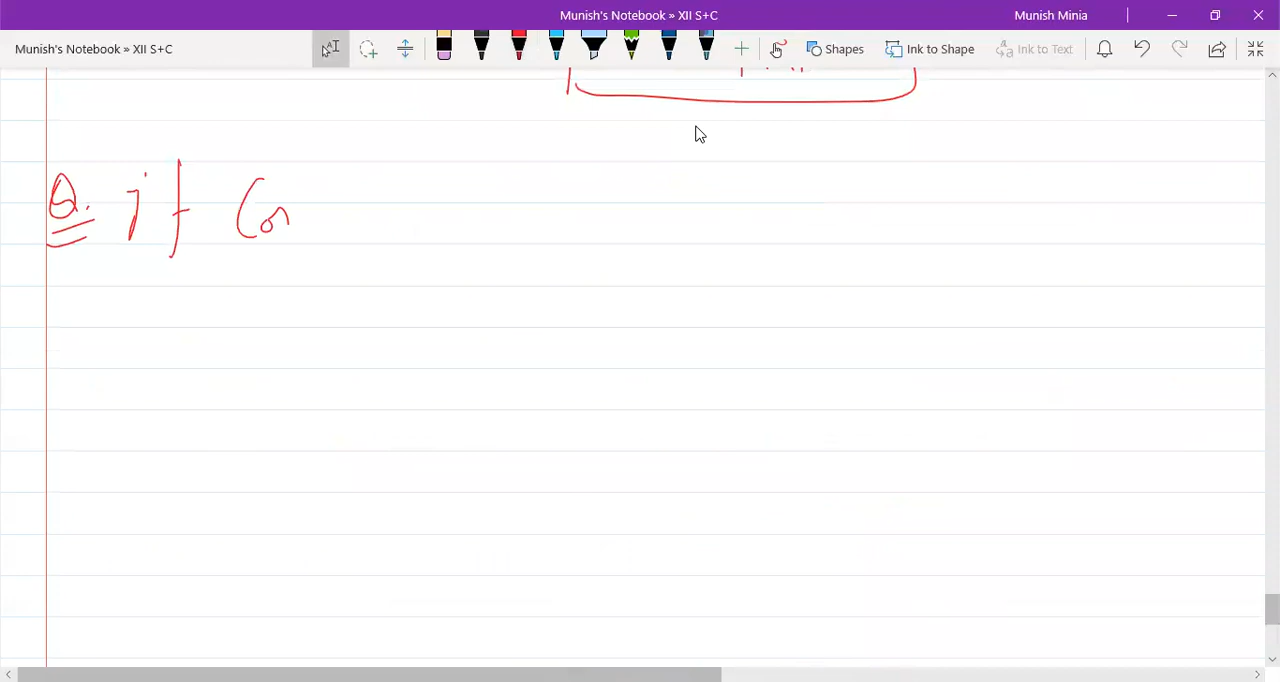 Munish's Notebook » XII S+C
Munish Minia
Munish's Notebook » XII S+C
Shapes
Ink to Shape
Ink to Text
Q. if Co